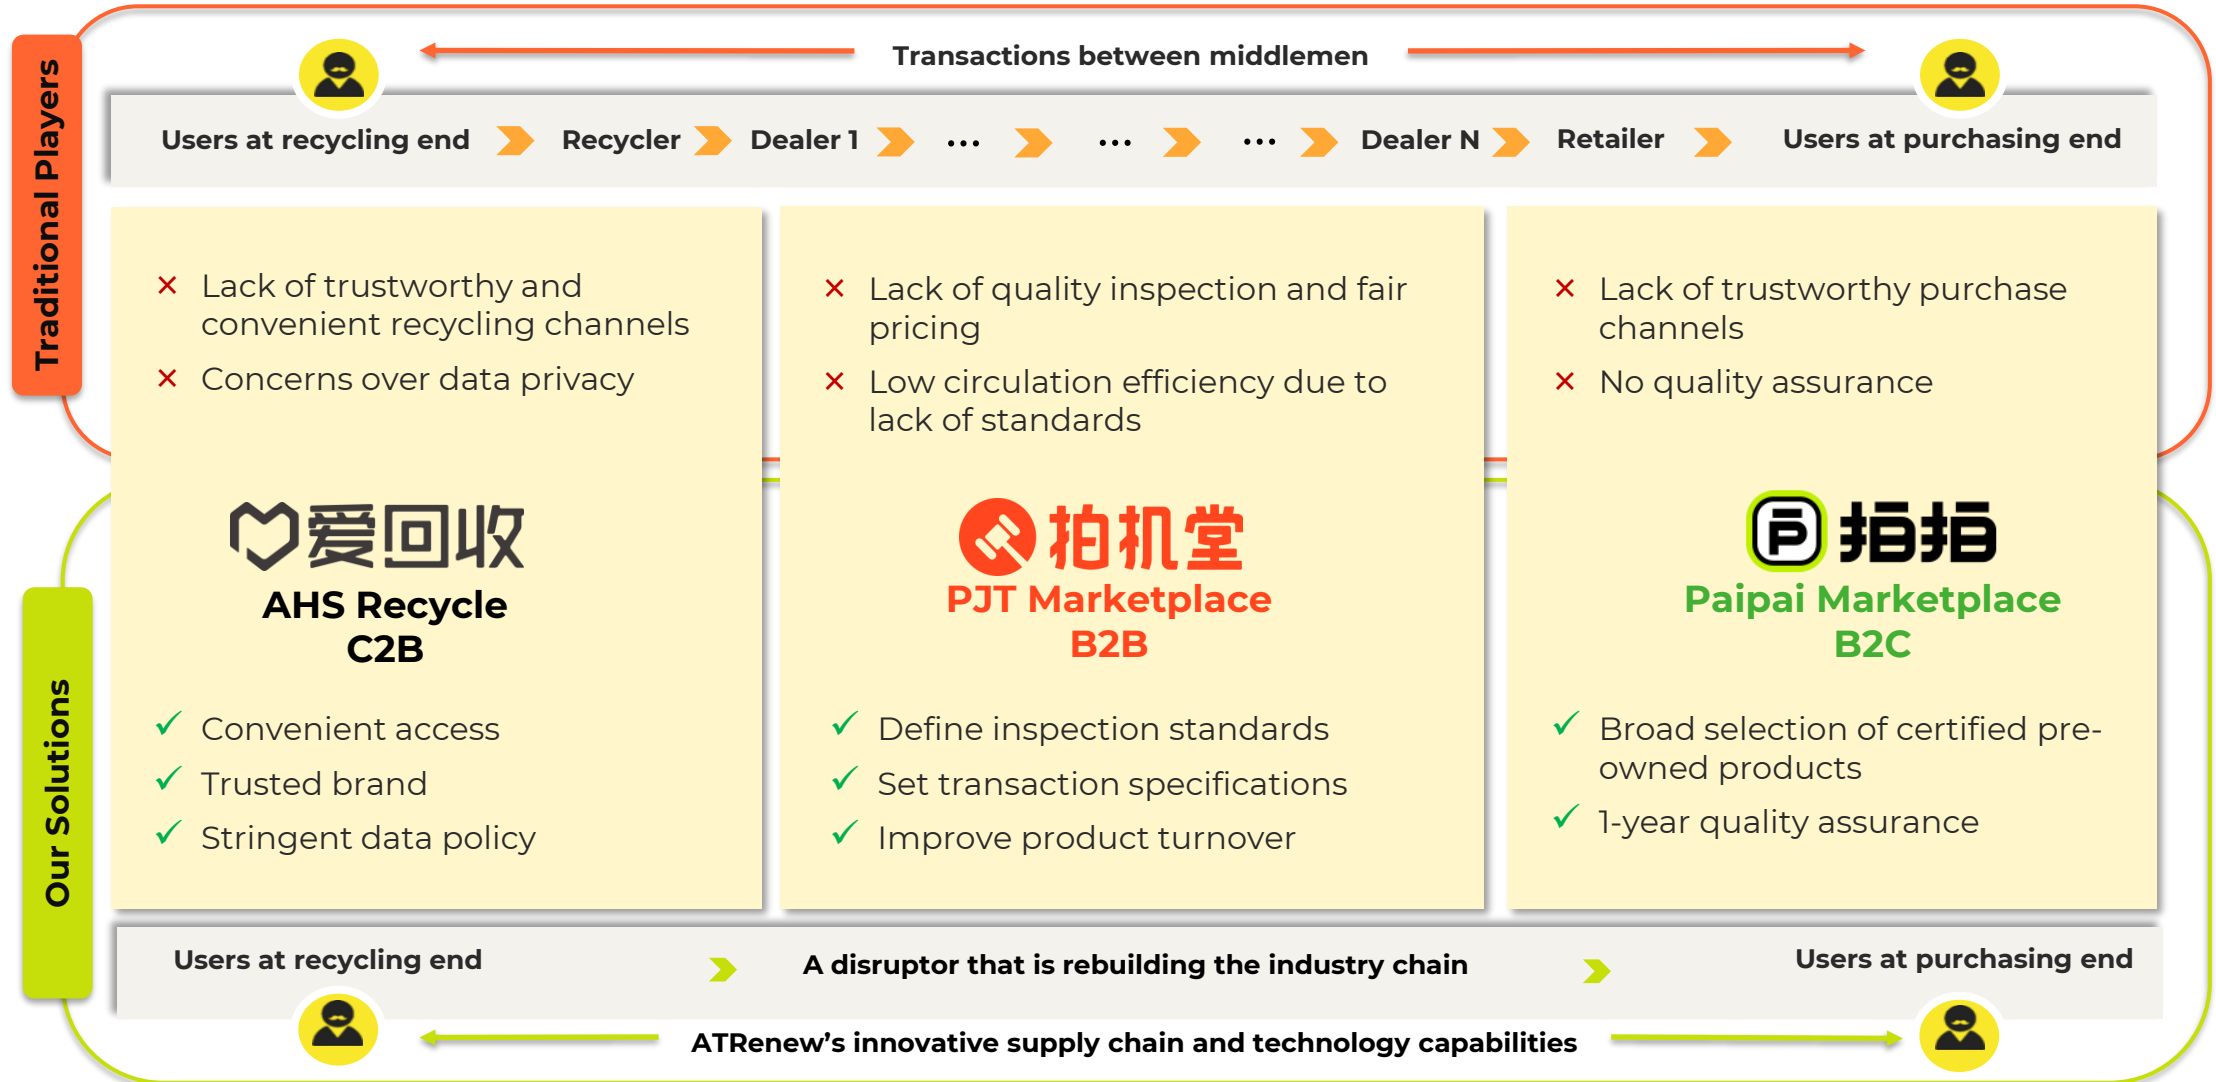 Traditional Players
Transactions between middlemen
Users at recycling end Recycler Dealer 1 ... ... ... Dealer N Retailer Users at purchasing end
× Lack of trustworthy and
convenient recycling channels
× Concerns over data privacy
× Lack of quality inspection and fair
pricing
× Low circulation efficiency due to
lack of standards
× Lack of trustworthy purchase
channels
× No quality assurance
Our Solutions
爱回收
AHS Recycle
C2B
✓ Convenient access
✓ Trusted brand
✓ Stringent data policy
拍机堂
PJT Marketplace
B2B
✓ Define inspection standards
✓ Set transaction specifications
✓ Improve product turnover
P 拍拍
Paipai Marketplace
B2C
✓ Broad selection of certified pre-
owned products
✓ 1-year quality assurance
Users at recycling end A disruptor that is rebuilding the industry chain Users at purchasing end
ATRenew’s innovative supply chain and technology capabilities